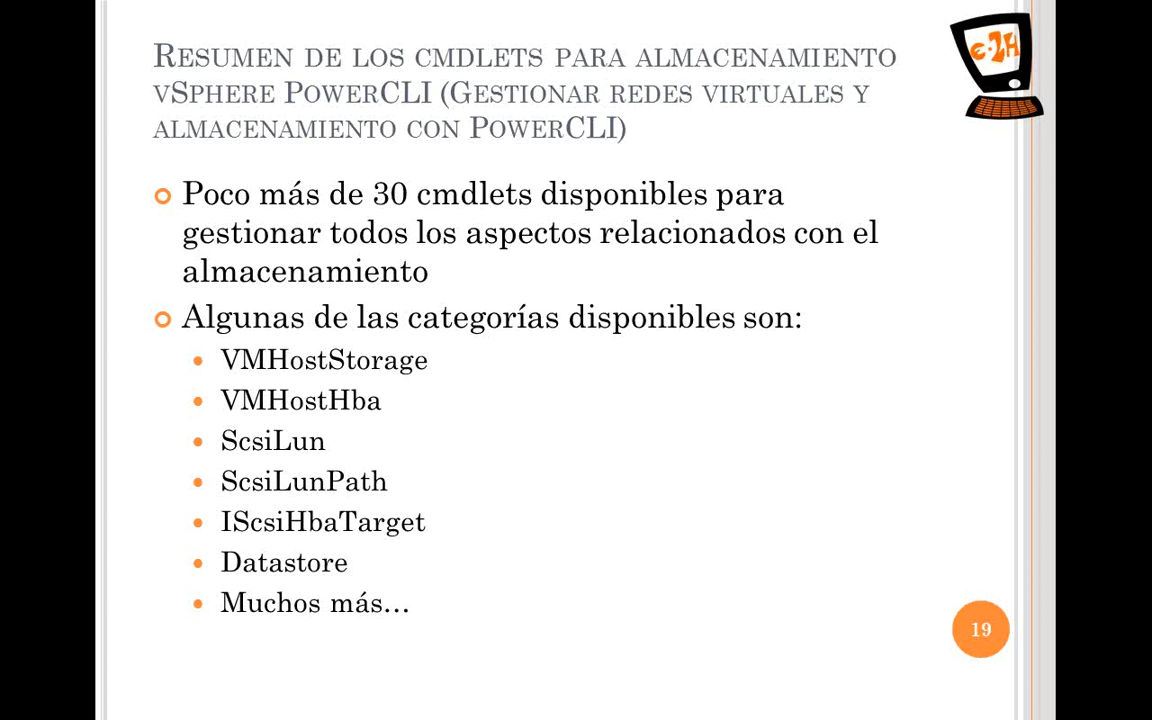 RESUMEN DE LOS CMDLETS PARA ALMACENAMIENTO
VSPHERE POWERCLI (GESTIONAR REDES VIRTUALES Y
ALMACENAMIENTO CON POWERCLI)
e-2H
Poco más de 30 cmdlets disponibles para
gestionar todos los aspectos relacionados con el
almacenamiento
Algunas de las categorías disponibles son:
VMHostStorage
VMHostHba
ScsiLun
ScsiLunPath
IScsiHbaTarget
Datastore
Muchos más…
19